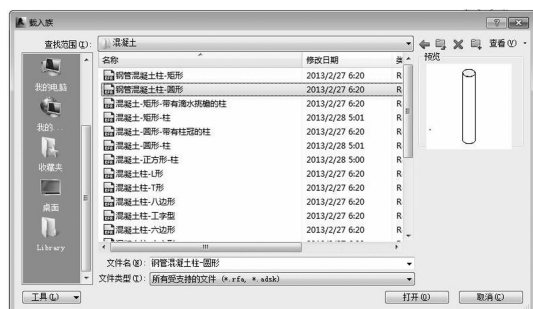 载入族
查找范围(I): 混凝土 查看(V)
名称 修改日期 类 预览
钢管混凝土柱-矩形 2013/2/27 6:20 R
钢管混凝土柱-圆形 2013/2/27 6:20 R
混凝土-矩形-带有滴水挑檐的柱 2013/2/27 6:20 R
混凝土-矩形-柱 2013/2/28 5:01 R
混凝土-圆形-带有柱冠的柱 2013/2/27 6:20 R
混凝土-圆形-柱 2013/2/28 5:01 R
混凝土-正方形-柱 2013/2/28 5:00 R
混凝土柱-L形 2013/2/27 6:20 R
混凝土柱-T形 2013/2/27 6:20 R
混凝土柱-八边形 2013/2/27 6:20 R
混凝土柱-工字型 2013/2/27 6:20 R
混凝土柱-六边形 2013/2/27 6:20 R
我的电脑
我的...
收藏夹
桌面
Library
文件名(N): 钢管混凝土柱-圆形
文件类型(T): 所有受支持的文件 (*.rfa, *.adsk)
工具(L) 打开(O) 取消(C)